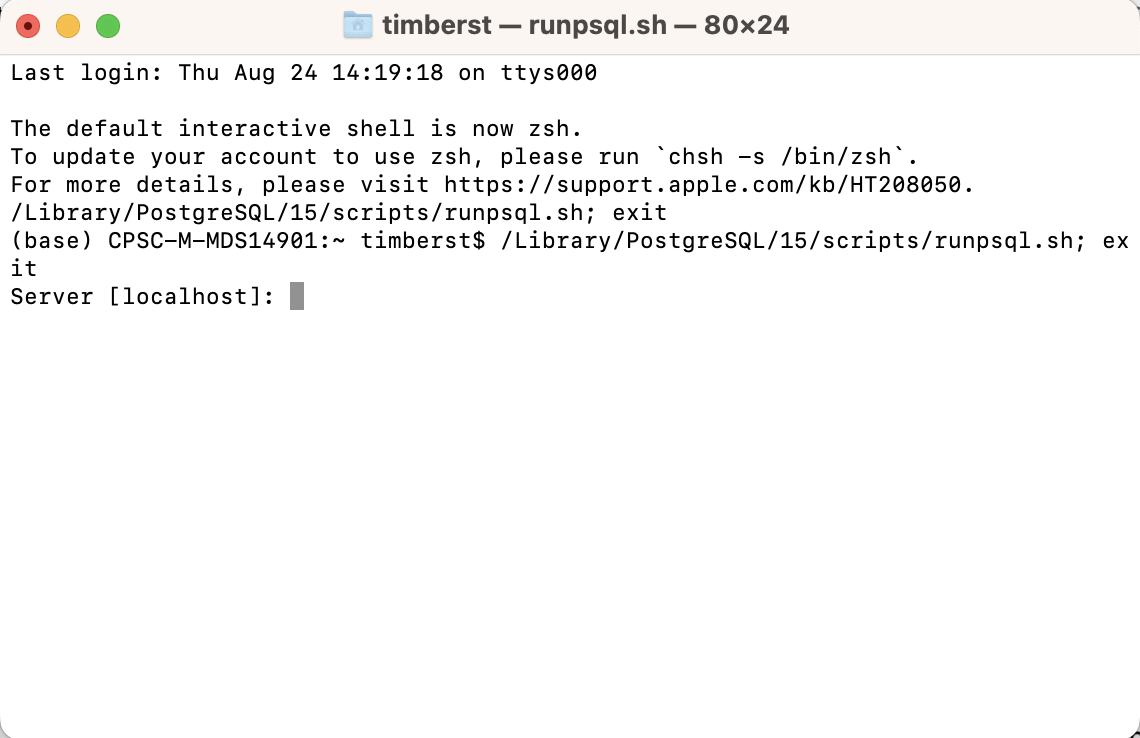 timberst — runpsql.sh — 80×24
Last login: Thu Aug 24 14:19:18 on ttys000
The default interactive shell is now zsh.
To update your account to use zsh, please run `chsh -s /bin/zsh`.
For more details, please visit https://support.apple.com/kb/HT208050.
/Library/PostgreSQL/15/scripts/runpsql.sh; exit
(base) CPSC-M-MDS14901:~ timberst$ /Library/PostgreSQL/15/scripts/runpsql.sh; ex
it
Server [localhost]: